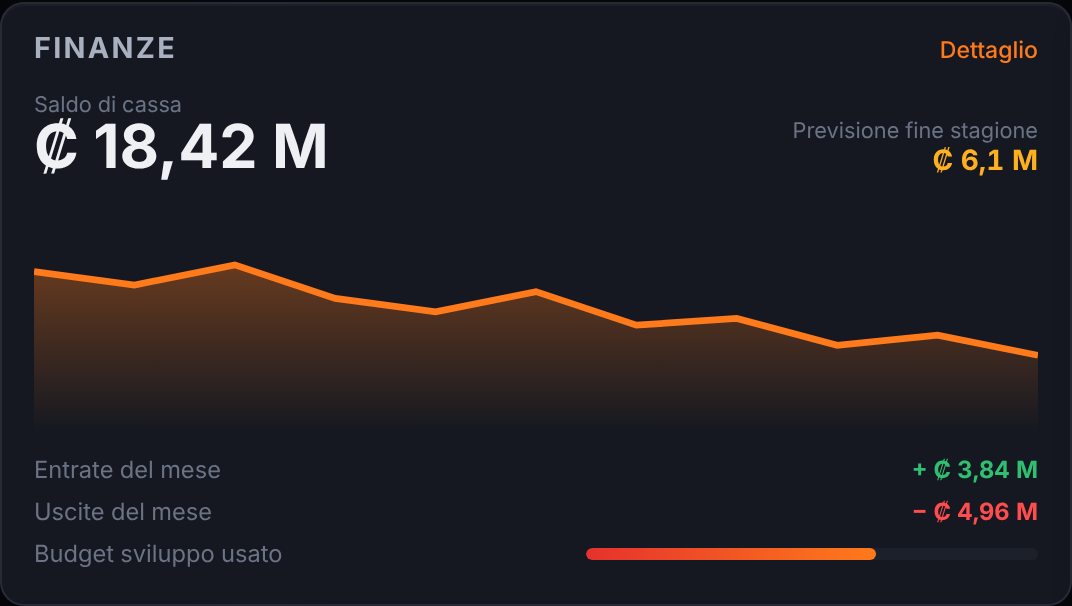 FINANZE
Dettaglio
Saldo di cassa
₡ 18,42 M
Previsione fine stagione
₡ 6,1 M
Entrate del mese
+ ₡ 3,84 M
Uscite del mese
− ₡ 4,96 M
Budget sviluppo usato